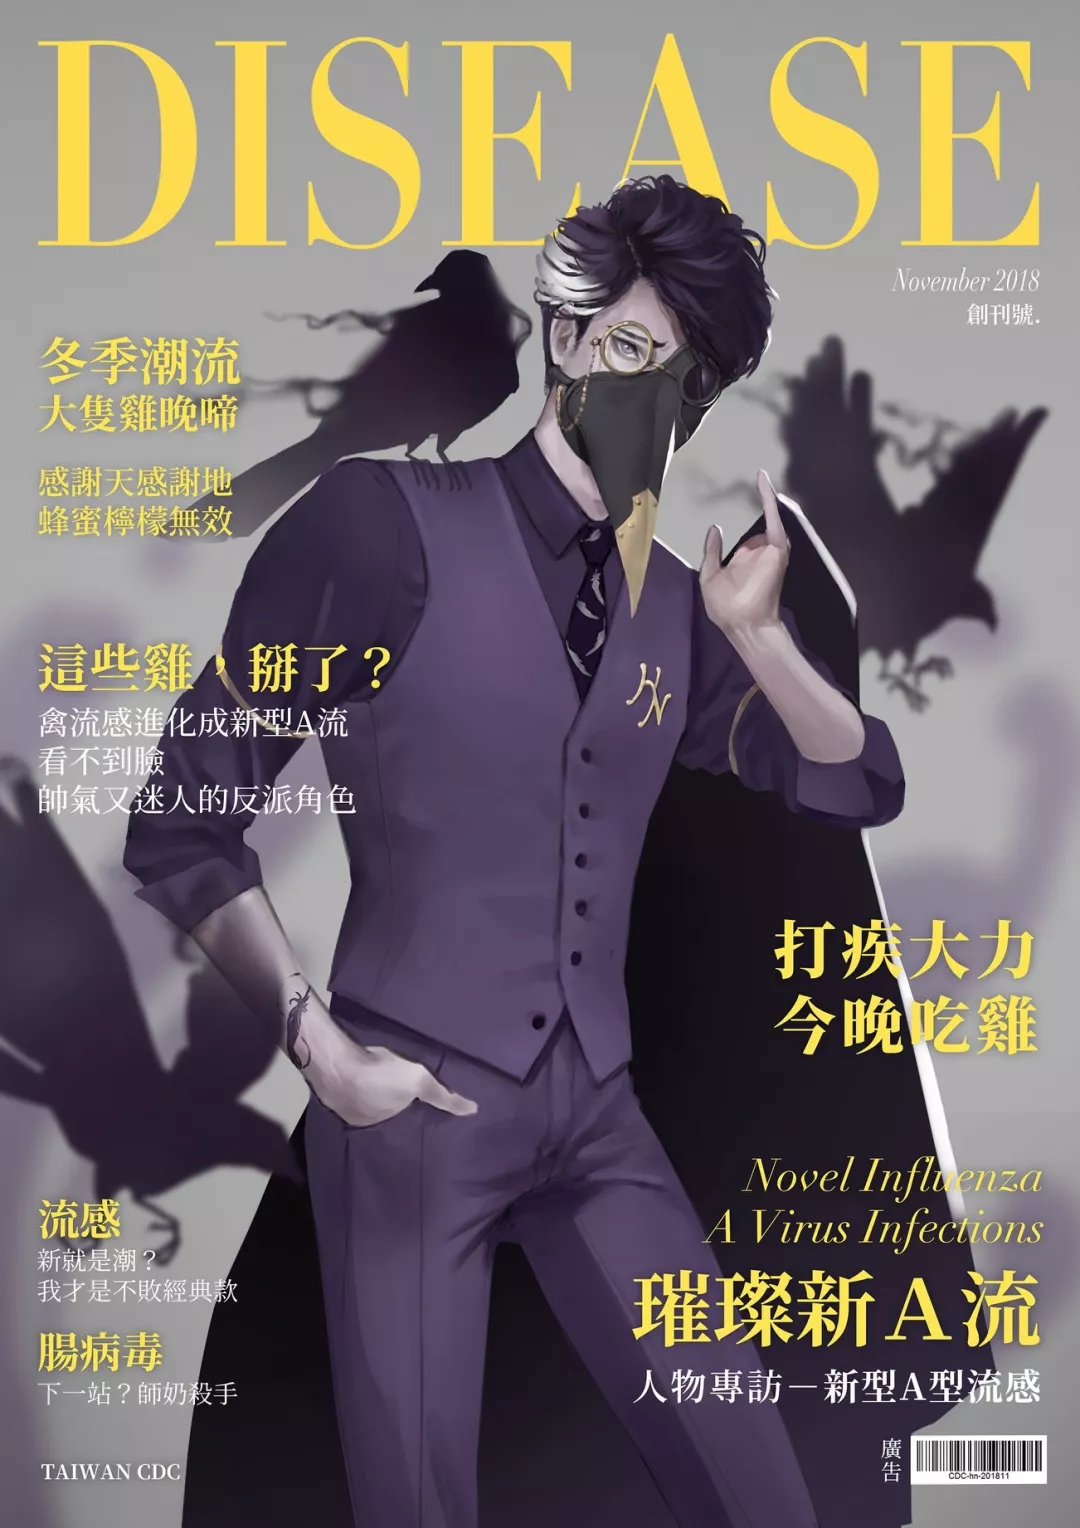 DISEASE
November 2018
創刊號.
冬季潮流
大隻雞晚啼
感謝天感謝地
蜂蜜檸檬無效
這些雞，掰了？
禽流感進化成新型A流
看不到臉
帥氣又迷人的反派角色
打疾大力
今晚吃雞
Novel Influenza
A Virus Infections
璀璨新A流
人物專訪－新型A型流感
流感
新就是潮？
我才是不敗經典款
腸病毒
下一站？師奶殺手
TAIWAN CDC
廣告
CDC-hn-201811